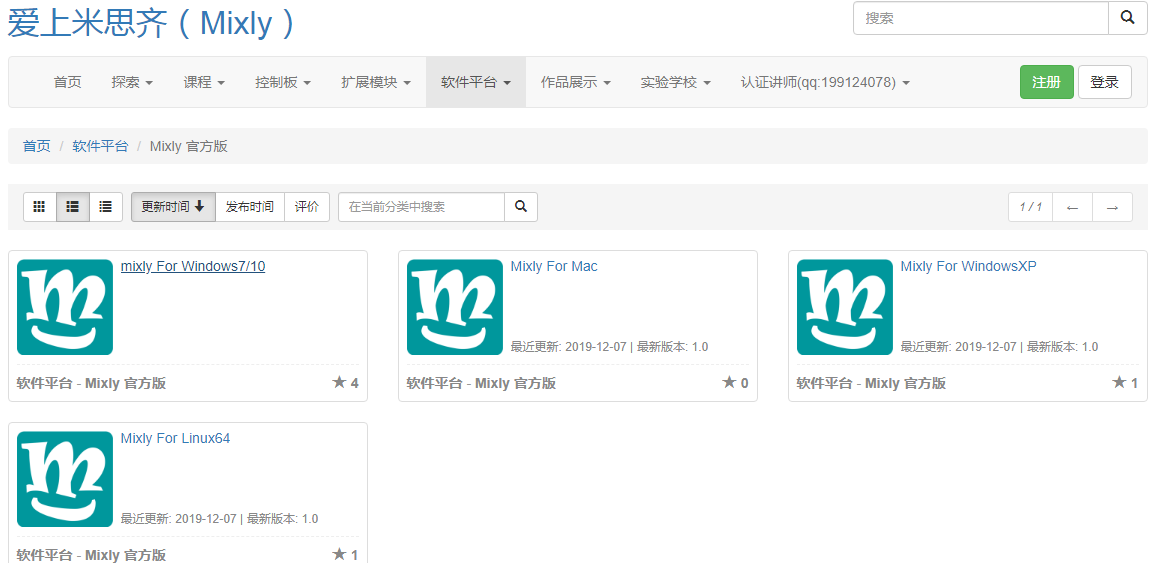 爱上米思齐（Mixly）
搜索
首页 探索 课程 控制板 扩展模块 软件平台 作品展示 实验学校 认证讲师(qq:199124078) 注册 登录
首页 / 软件平台 / Mixly 官方版
更新时间 发布时间 评价 在当前分类中搜索 1 / 1 ← →
mixly For Windows7/10
软件平台 - Mixly 官方版 ★ 4
Mixly For Mac
最近更新: 2019-12-07 | 最新版本: 1.0
软件平台 - Mixly 官方版 ★ 0
Mixly For WindowsXP
最近更新: 2019-12-07 | 最新版本: 1.0
软件平台 - Mixly 官方版 ★ 1
Mixly For Linux64
最近更新: 2019-12-07 | 最新版本: 1.0
软件平台 - Mixly 官方版 ★ 1